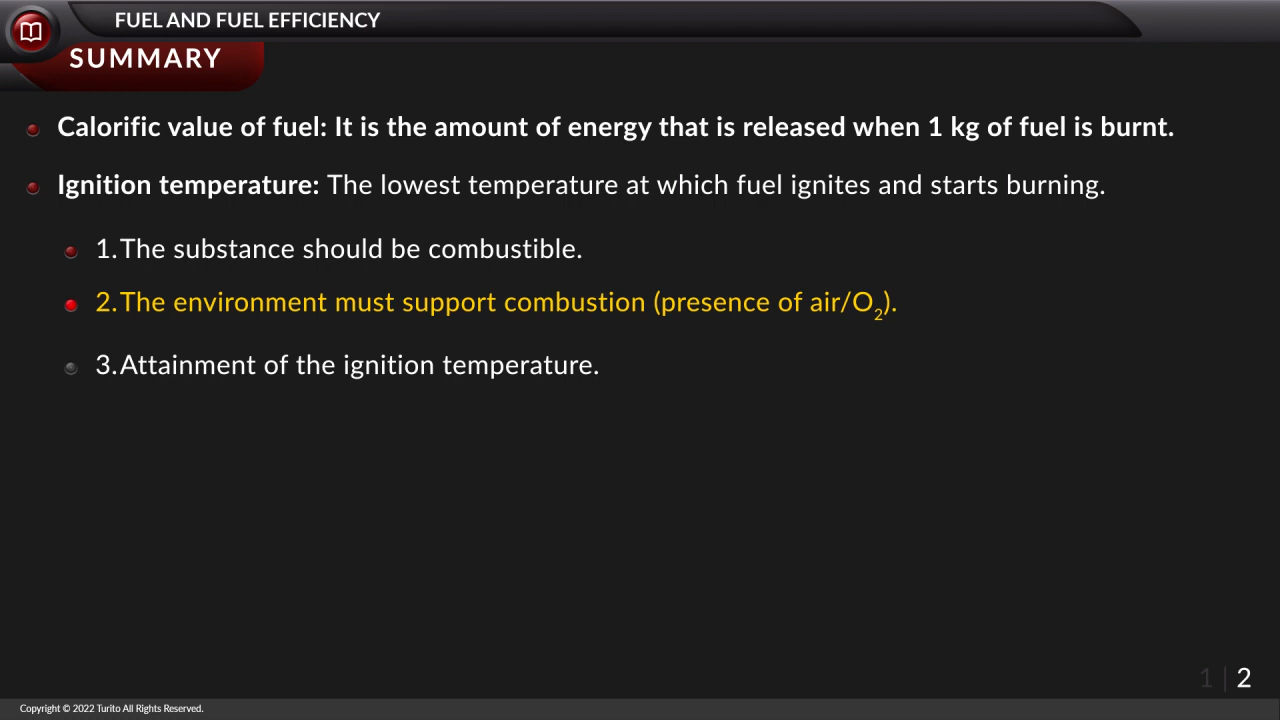 FUEL AND FUEL EFFICIENCY
SUMMARY
Calorific value of fuel: It is the amount of energy that is released when 1 kg of fuel is burnt.
Ignition temperature: The lowest temperature at which fuel ignites and starts burning.
1. The substance should be combustible.
2. The environment must support combustion (presence of air/O₂).
3. Attainment of the ignition temperature.
1 | 2
Copyright © 2022 Turito All Rights Reserved.